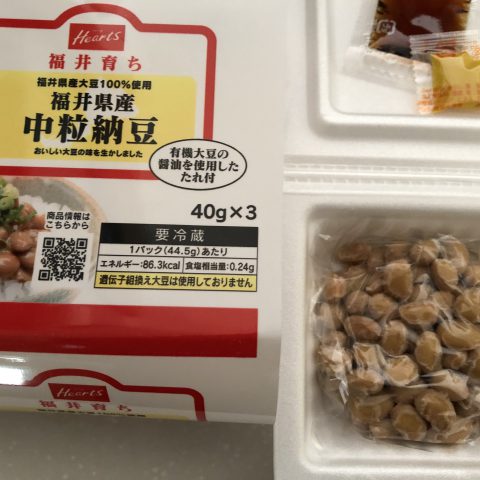 Hearts
福井育ち
福井県産大豆100%使用
福井県産
中粒納豆
おいしい大豆の味を生かしました
有機大豆の
醤油を使用した
たれ付
40g×3
商品情報は
こちらから
要冷蔵
1パック(44.5g)あたり
エネルギー:86.3kcal 食塩相当量:0.24g
遺伝子組換え大豆は使用しておりません
Hearts
福井育ち